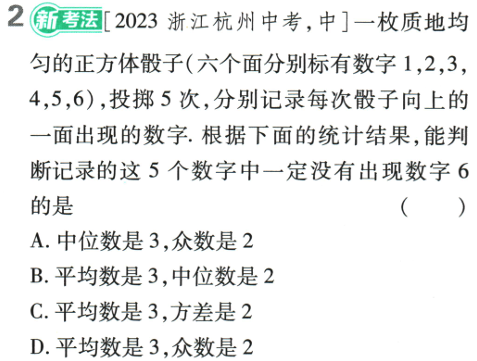 2 新考法[2023 浙江杭州中考,中]一枚质地均
匀的正方体骰子(六个面分别标有数字1,2,3,
4,5,6),投掷5次,分别记录每次骰子向上的
一面出现的数字. 根据下面的统计结果,能判
断记录的这5个数字中一定没有出现数字6
的是 ( )
A. 中位数是3,众数是2
B. 平均数是3,中位数是2
C. 平均数是3,方差是2
D. 平均数是3,众数是2